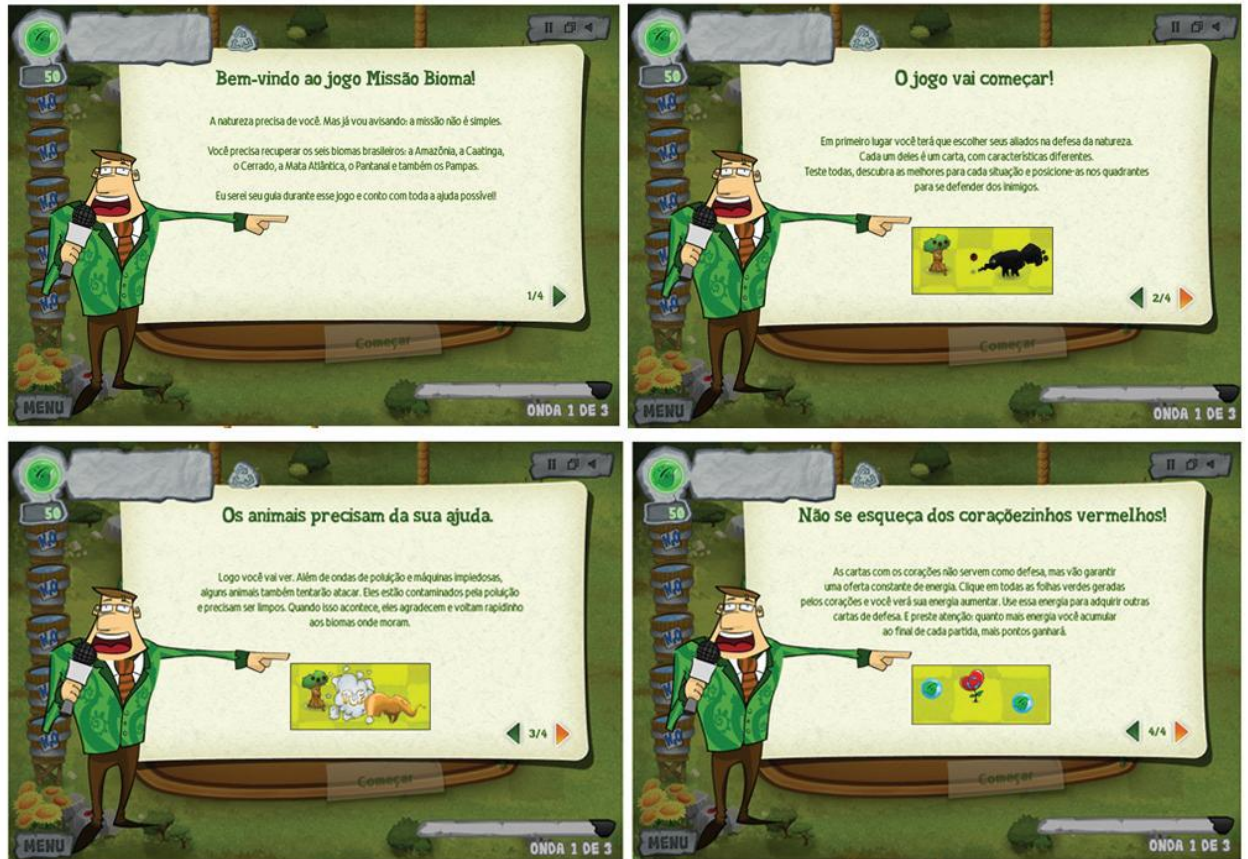 50
Bem-vindo ao jogo Missão Bioma!
A natureza precisa de você. Mas já vou avisando: a missão não é simples.
Você precisa recuperar os seis biomas brasileiros: a Amazônia, a Caatinga,
o Cerrado, a Mata Atlântica, o Pantanal e também os Pampas.
Eu serei seu guia durante esse jogo e conto com toda a ajuda possível!
1/4
Começar
MENU
ONDA 1 DE 3
50
O jogo vai começar!
Em primeiro lugar você terá que escolher seus aliados na defesa da natureza.
Cada um deles é um carta, com características diferentes.
Teste todas, descubra as melhores para cada situação e posicione-as nos quadrantes
para se defender dos inimigos.
2/4
Começar
MENU
ONDA 1 DE 3
50
Os animais precisam da sua ajuda.
Logo você vai ver. Além de ondas de poluição e máquinas impiedosas,
alguns animais também tentarão atacar. Eles estão contaminados pela poluição
e precisam ser limpos. Quando isso acontece, eles agradecem e voltam rapidinho
aos biomas onde moram.
3/4
Começar
MENU
ONDA 1 DE 3
50
Não se esqueça dos coraçõezinhos vermelhos!
As cartas com os corações não servem como defesa, mas vão garantir
uma oferta constante de energia. Clique em todas as folhas verdes geradas
pelos corações e você verá sua energia aumentar. Use essa energia para adquirir outras
cartas de defesa. E preste atenção: quanto mais energia você acumular
ao final de cada partida, mais pontos ganhará.
4/4
Começar
MENU
ONDA 1 DE 3